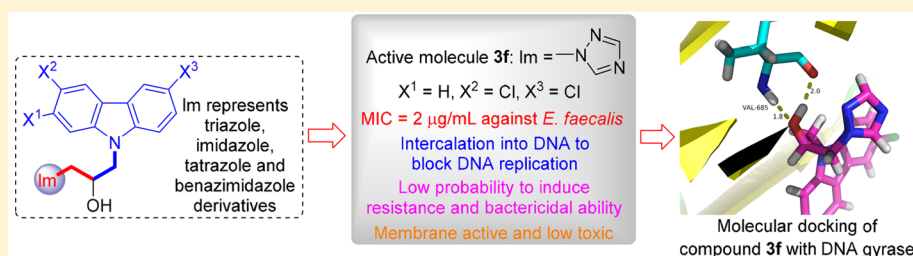 X²
X³
X¹
N
Im
OH
Im represents
triazole,
imidazole,
tatrazole and
benazimidazole
derivatives
Active molecule 3f: Im = N N N
X¹ = H, X² = Cl, X³ = Cl
MIC = 2 μg/mL against E. faecalis
Intercalation into DNA to
block DNA replication
Low probability to induce
resistance and bactericidal ability
Membrane active and low toxic
VAL-685
2.0
1.8
Molecular docking of
compound 3f with DNA gyrase